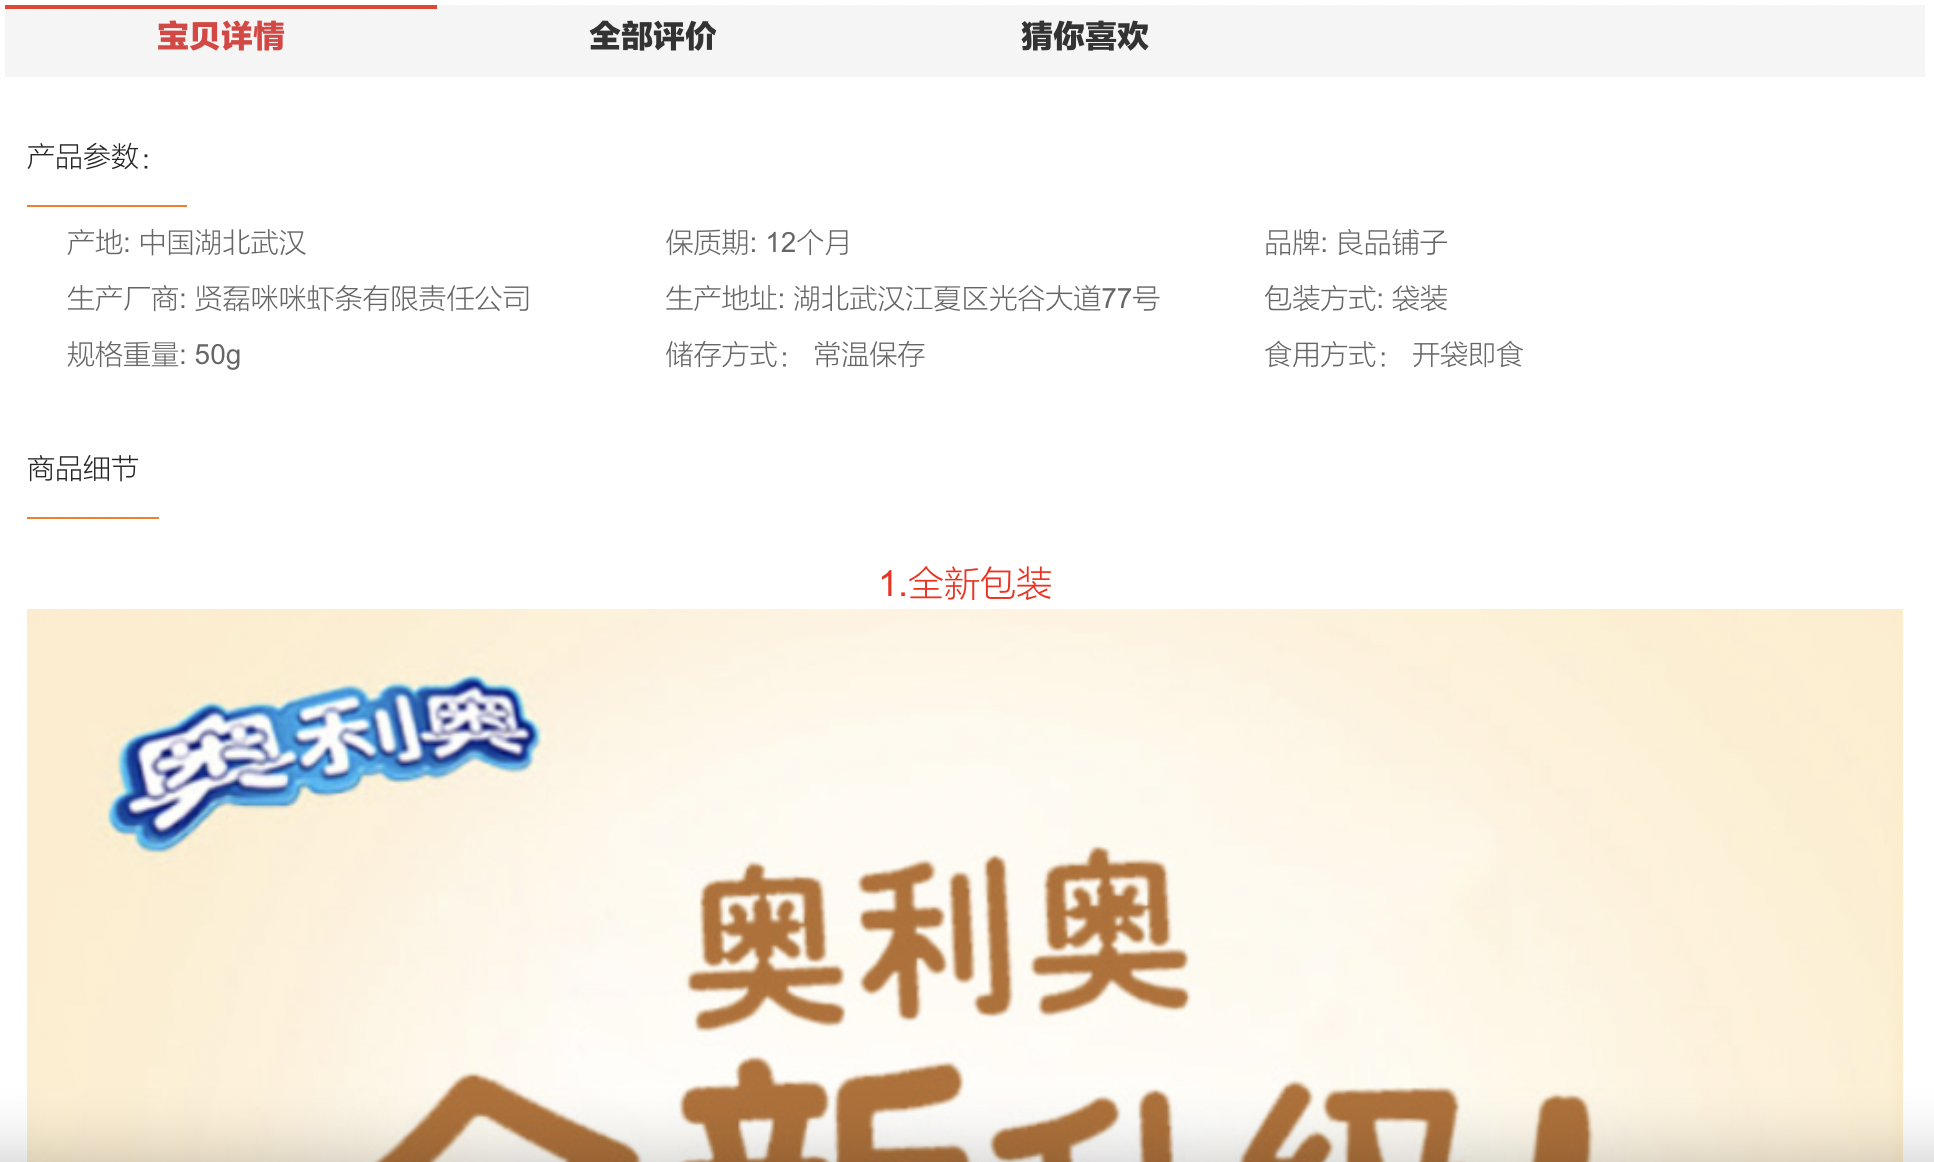 宝贝详情 全部评价 猜你喜欢
产品参数：
产地: 中国湖北武汉 保质期: 12个月 品牌: 良品铺子
生产厂商: 贤磊咪咪虾条有限责任公司 生产地址: 湖北武汉江夏区光谷大道77号 包装方式: 袋装
规格重量: 50g 储存方式： 常温保存 食用方式： 开袋即食
商品细节
1.全新包装
奥利奥
奥利奥
全新升级!